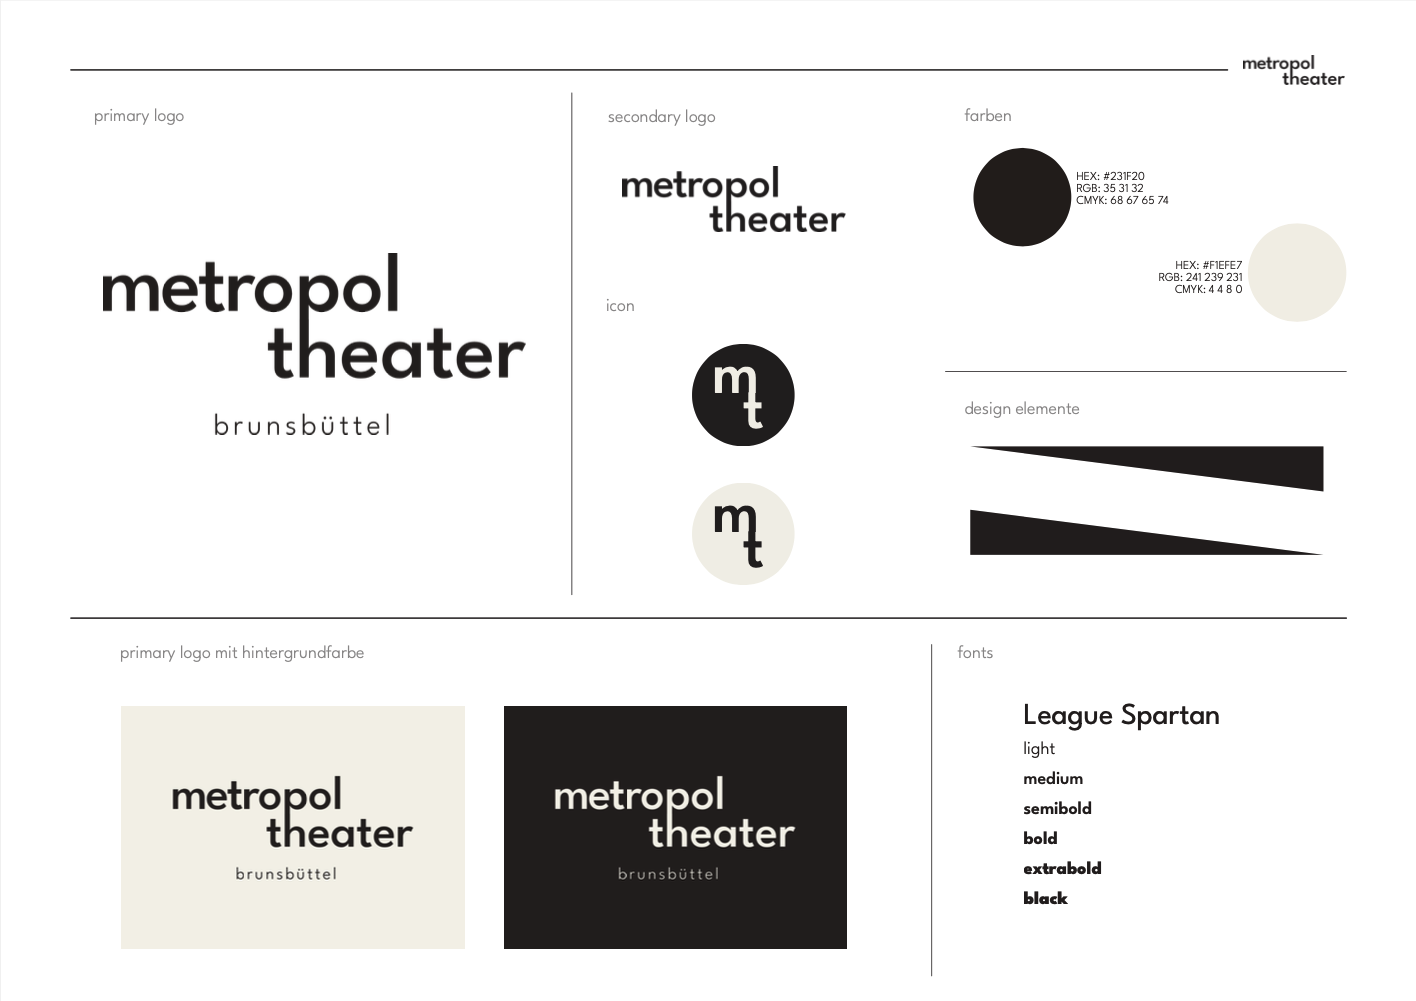 metropol
theater
primary logo
metropol
theater
brunsbüttel
secondary logo
metropol
theater
icon
m
t
m
t
farben
HEX: #231F20
RGB: 35 31 32
CMYK: 68 67 65 74
HEX: #F1EFE7
RGB: 241 239 231
CMYK: 4 4 8 0
design elemente
primary logo mit hintergrundfarbe
metropol
theater
brunsbüttel
metropol
theater
brunsbüttel
fonts
League Spartan
light
medium
semibold
bold
extrabold
black